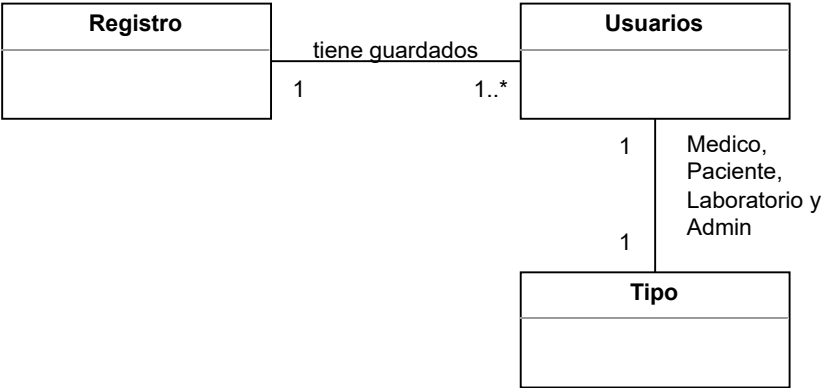 Registro
Usuarios
tiene guardados
1
1..*
1
Medico,
Paciente,
Laboratorio y
Admin
1
Tipo